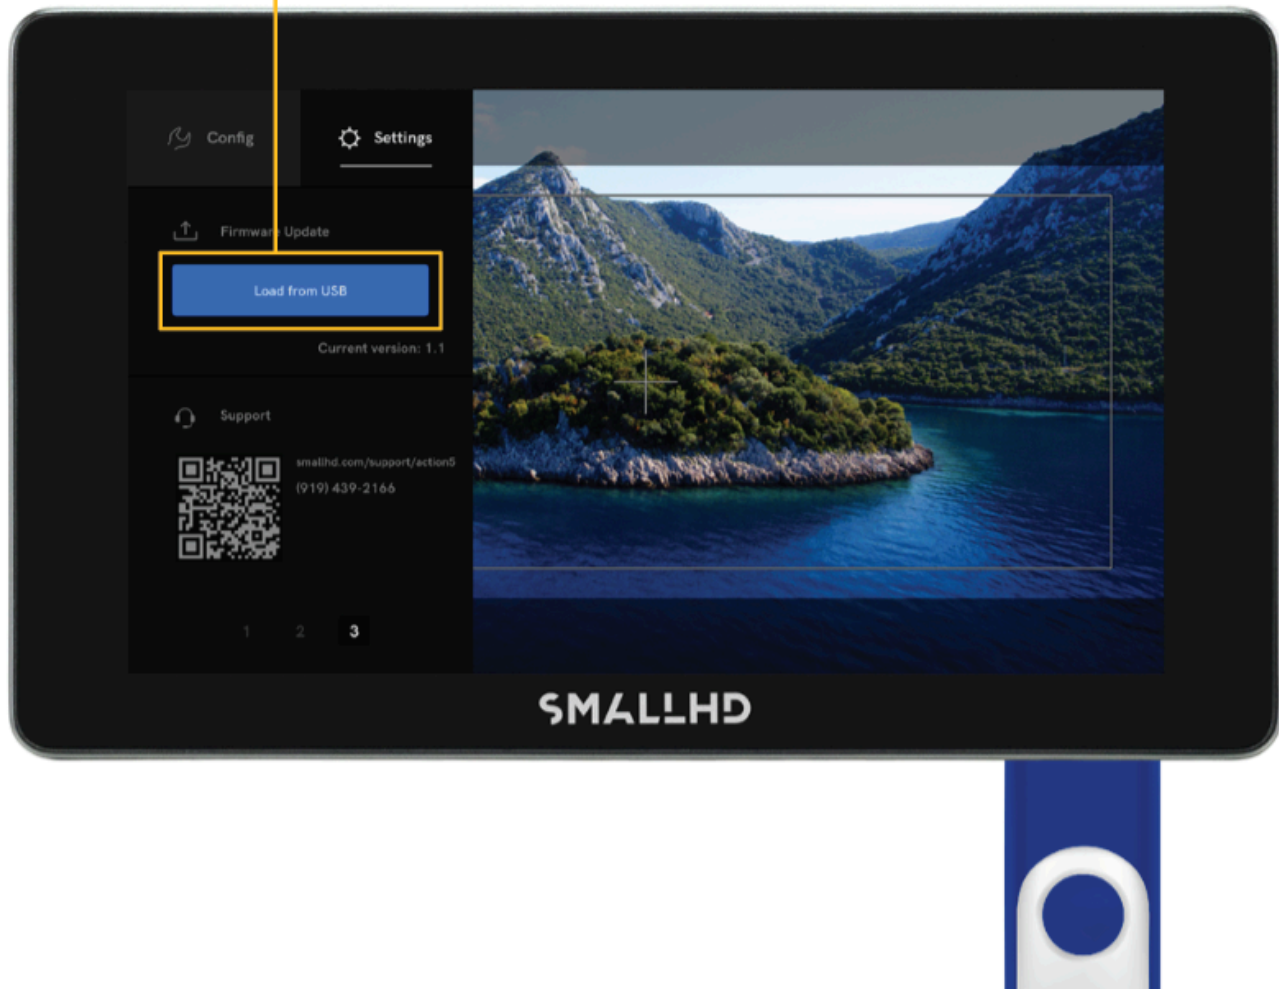 Config
Settings
Firmware Update
Load from USB
Current version: 1.1
Support
smallhd.com/support/action5
(919) 439-2166
1 2 3
SMALLHD